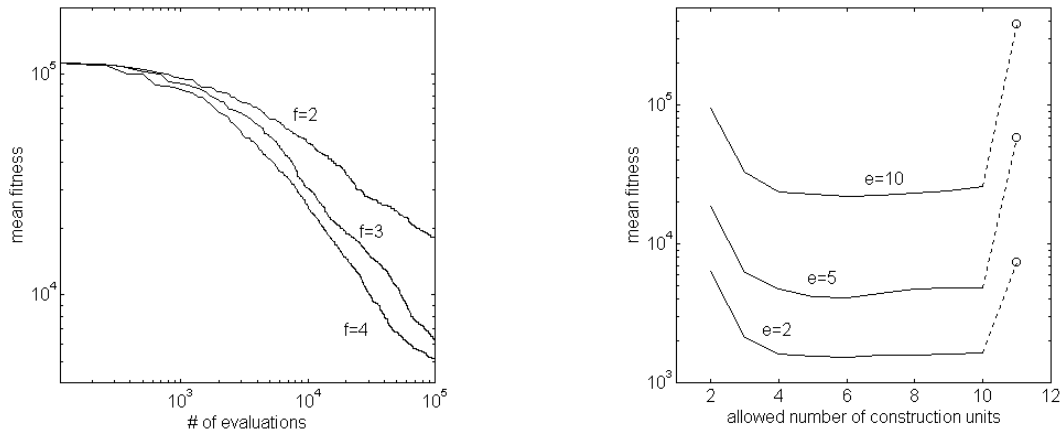 mean fitness
10^5
10^4
f=2
f=3
f=4
10^3
10^4
10^5
# of evaluations
mean fitness
10^5
10^4
10^3
e=10
e=5
e=2
2 4 6 8 10 12
allowed number of construction units